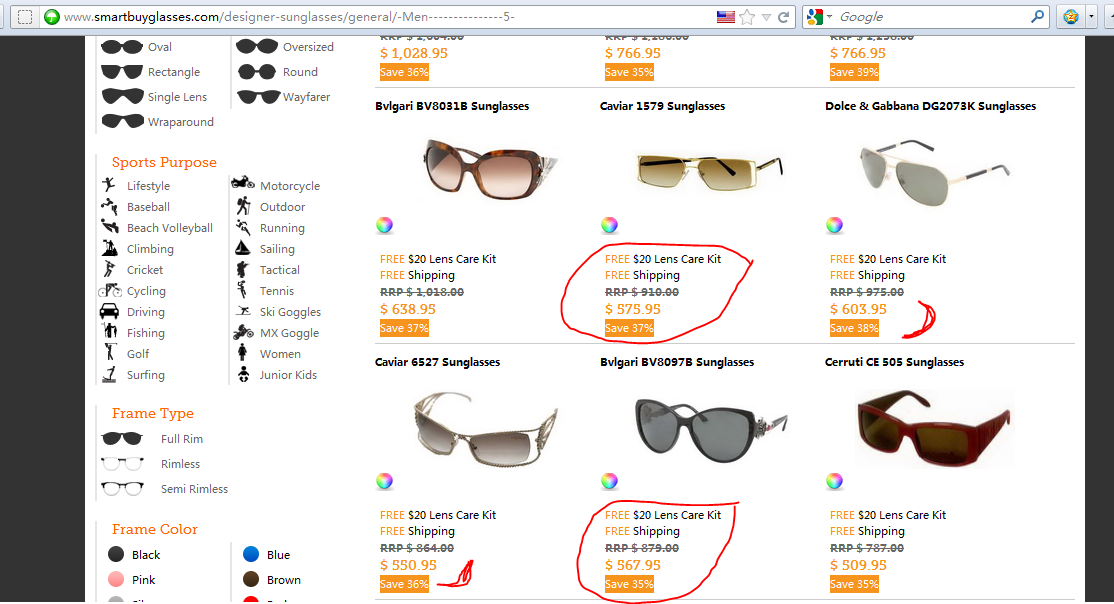 www.smartbuyglasses.com/designer-sunglasses/general/-Men--------------5-
Google
Oval
Oversized
Rectangle
Round
Single Lens
Wayfarer
Wraparound
Sports Purpose
Lifestyle
Motorcycle
Baseball
Outdoor
Beach Volleyball
Running
Climbing
Sailing
Cricket
Tactical
Cycling
Tennis
Driving
Ski Goggles
Fishing
MX Goggle
Golf
Women
Surfing
Junior Kids
Frame Type
Full Rim
Rimless
Semi Rimless
Frame Color
Black
Blue
Pink
Brown
$ 1,028.95
Save 36%
$ 766.95
Save 35%
$ 766.95
Save 39%
Bvlgari BV8031B Sunglasses
FREE $20 Lens Care Kit
FREE Shipping
RRP $ 1,018.00
$ 638.95
Save 37%
Caviar 1579 Sunglasses
FREE $20 Lens Care Kit
FREE Shipping
RRP $ 910.00
$ 575.95
Save 37%
Dolce & Gabbana DG2073K Sunglasses
FREE $20 Lens Care Kit
FREE Shipping
RRP $ 975.00
$ 603.95
Save 38%
Caviar 6527 Sunglasses
FREE $20 Lens Care Kit
FREE Shipping
RRP $ 864.00
$ 550.95
Save 36%
Bvlgari BV8097B Sunglasses
FREE $20 Lens Care Kit
FREE Shipping
RRP $ 879.00
$ 567.95
Save 35%
Cerruti CE 505 Sunglasses
FREE $20 Lens Care Kit
FREE Shipping
RRP $ 787.00
$ 509.95
Save 35%